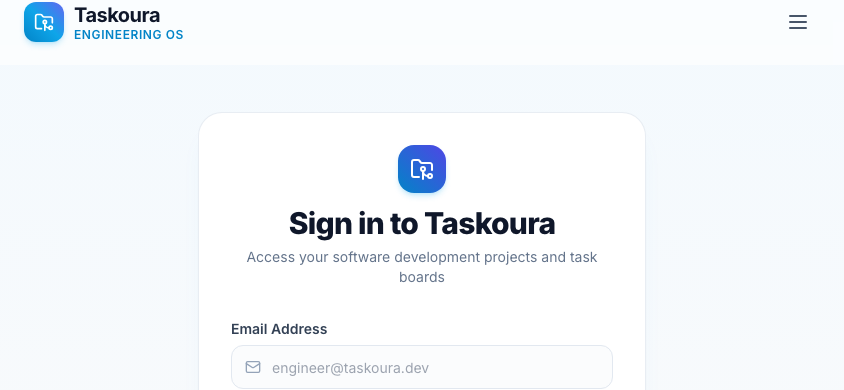 Taskoura
ENGINEERING OS
Sign in to Taskoura
Access your software development projects and task
boards
Email Address
engineer@taskoura.dev